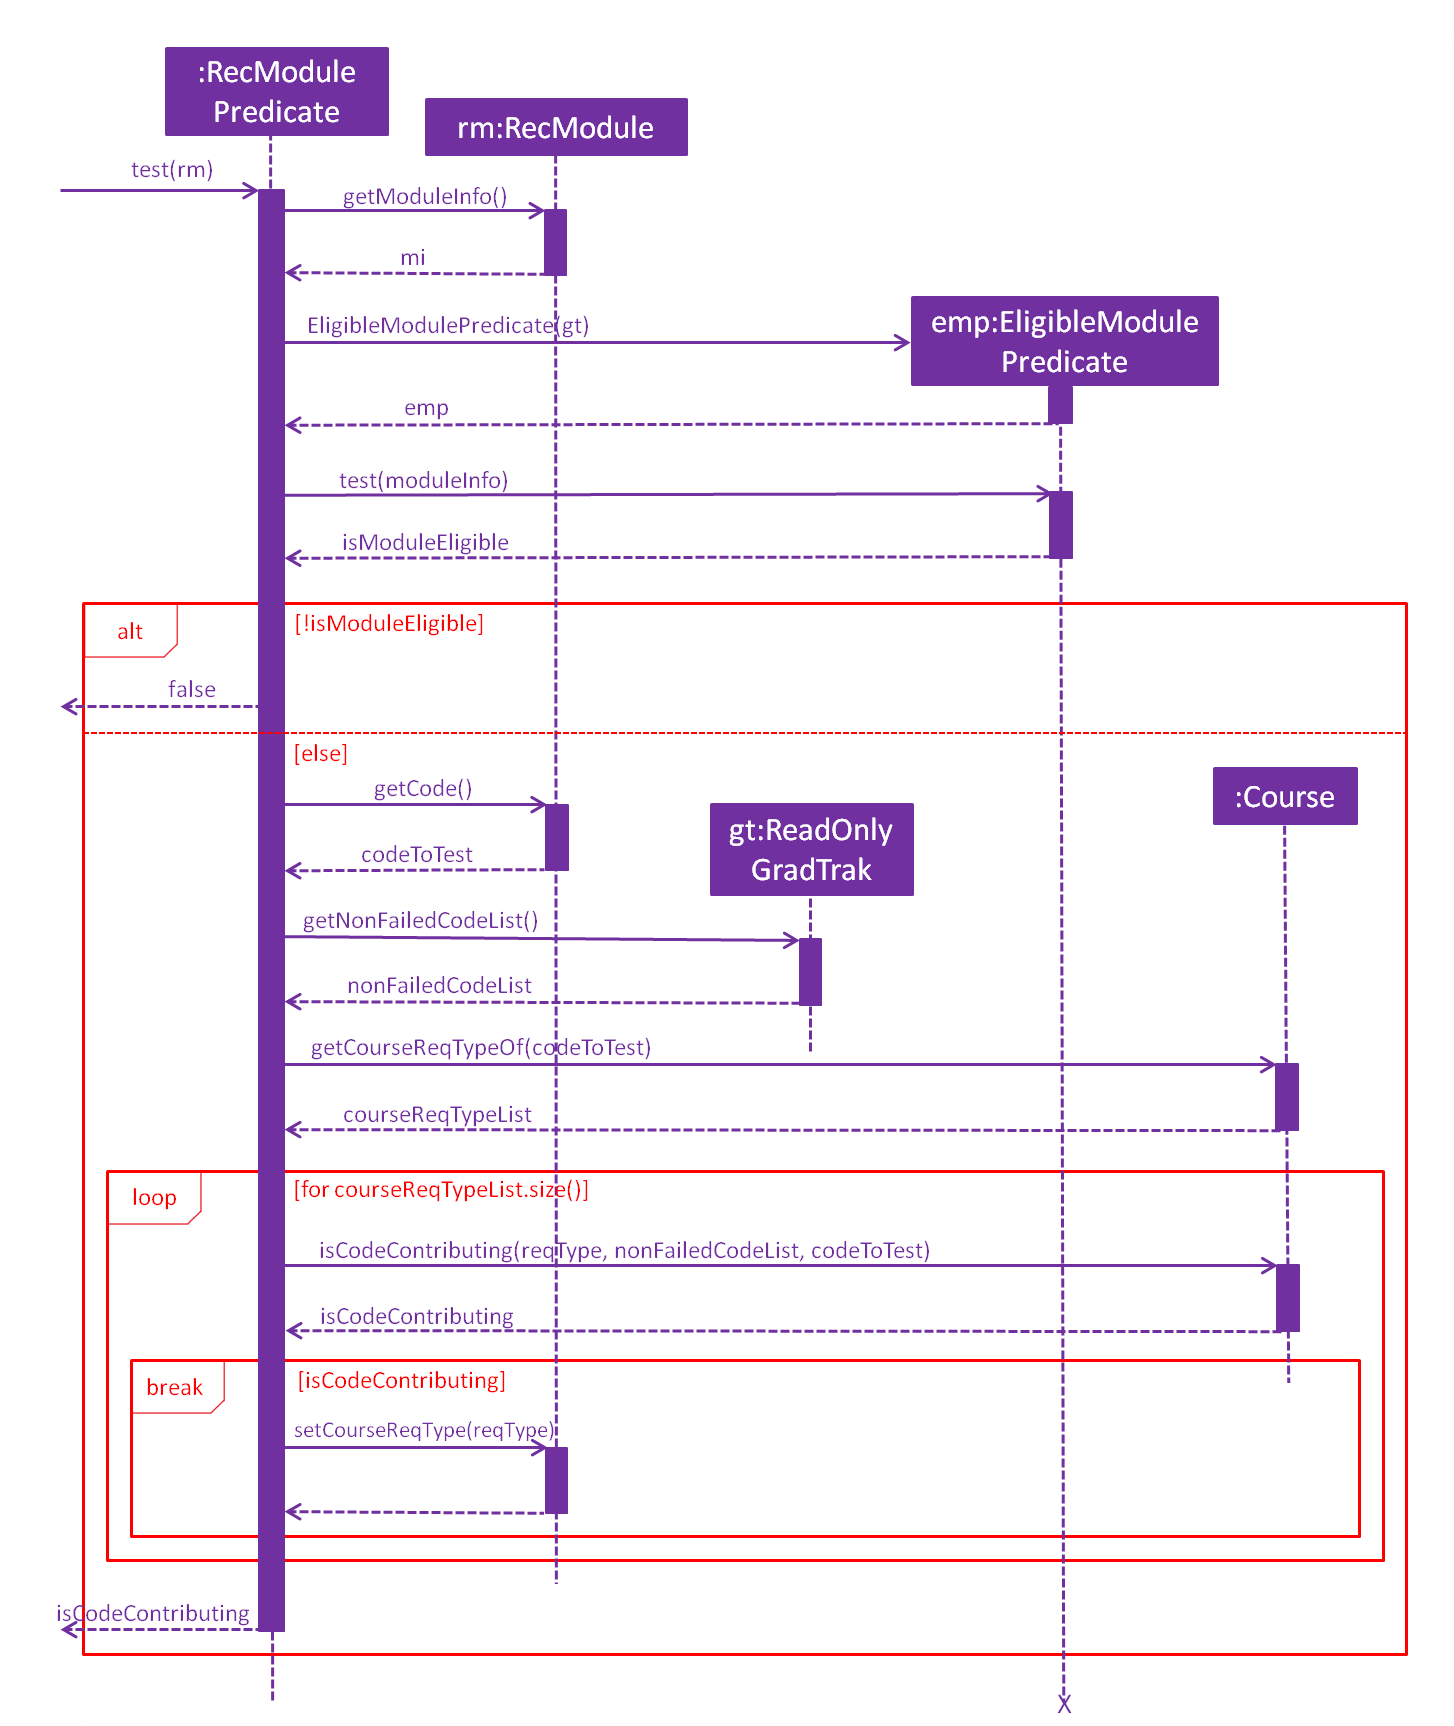 :RecModule
Predicate
rm:RecModule
test(rm)
getModuleInfo()
mi
EligibleModulePredicate(gt)
emp:EligibleModule
Predicate
emp
test(moduleInfo)
isModuleEligible
alt
[!isModuleEligible]
false
[else]
getCode()
:Course
gt:ReadOnly
GradTrak
codeToTest
getNonFailedCodeList()
nonFailedCodeList
getCourseReqTypeOf(codeToTest)
courseReqTypeList
loop
[for courseReqTypeList.size()]
isCodeContributing(reqType, nonFailedCodeList, codeToTest)
isCodeContributing
break
[isCodeContributing]
setCourseReqType(reqType)
isCodeContributing
X